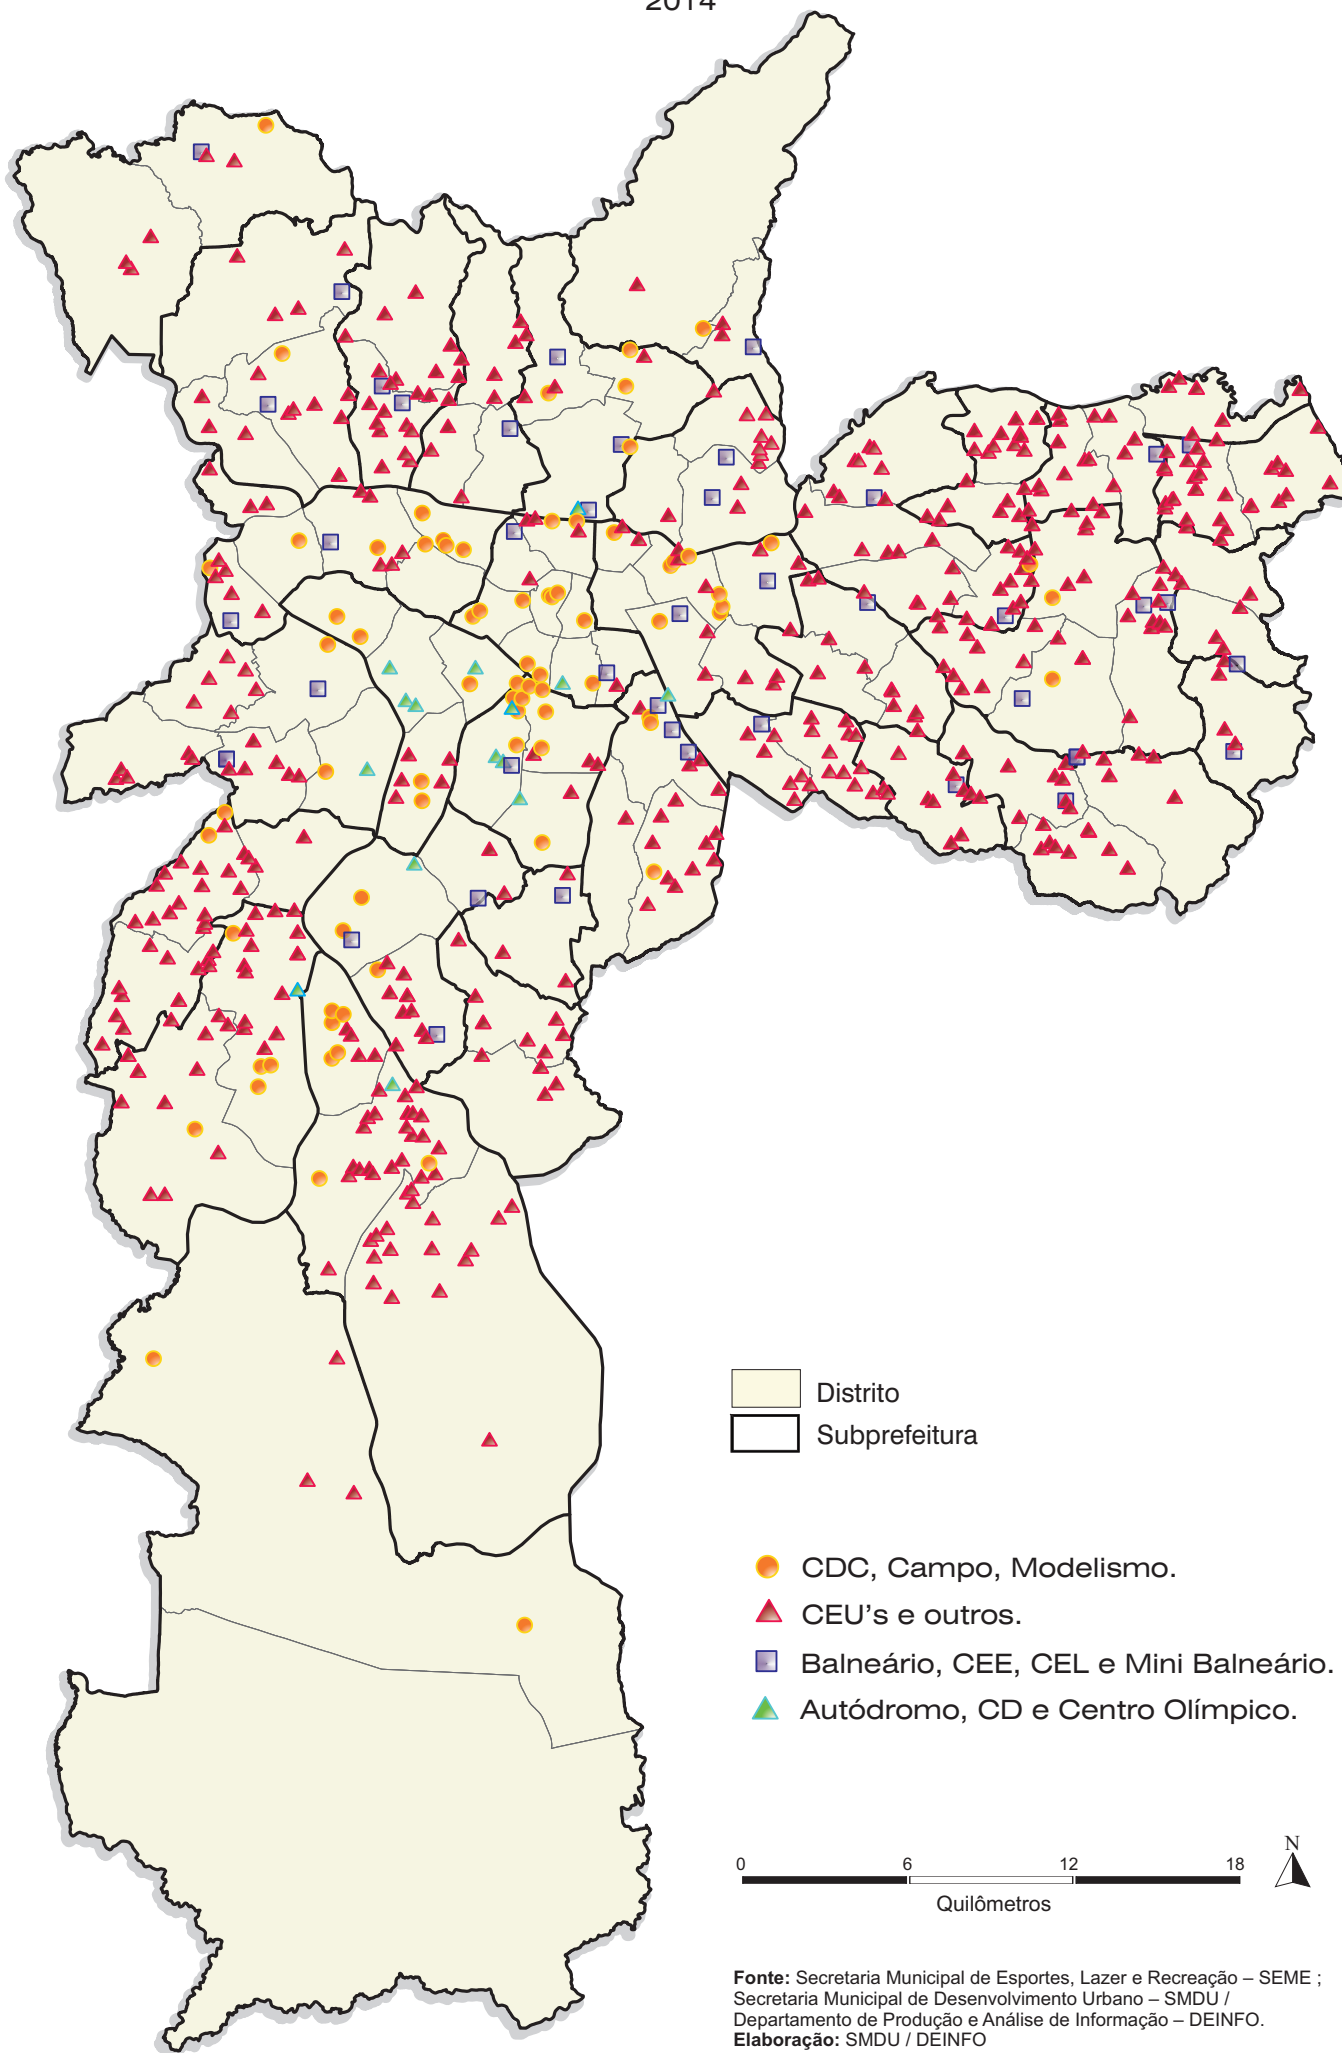 2014
Distrito
Subprefeitura
CDC, Campo, Modelismo.
CEU's e outros.
Balneário, CEE, CEL e Mini Balneário.
Autódromo, CD e Centro Olímpico.
N
0 6 12 18
Quilômetros
Fonte: Secretaria Municipal de Esportes, Lazer e Recreação – SEME ;
Secretaria Municipal de Desenvolvimento Urbano – SMDU /
Departamento de Produção e Análise de Informação – DEINFO.
Elaboração: SMDU / DEINFO